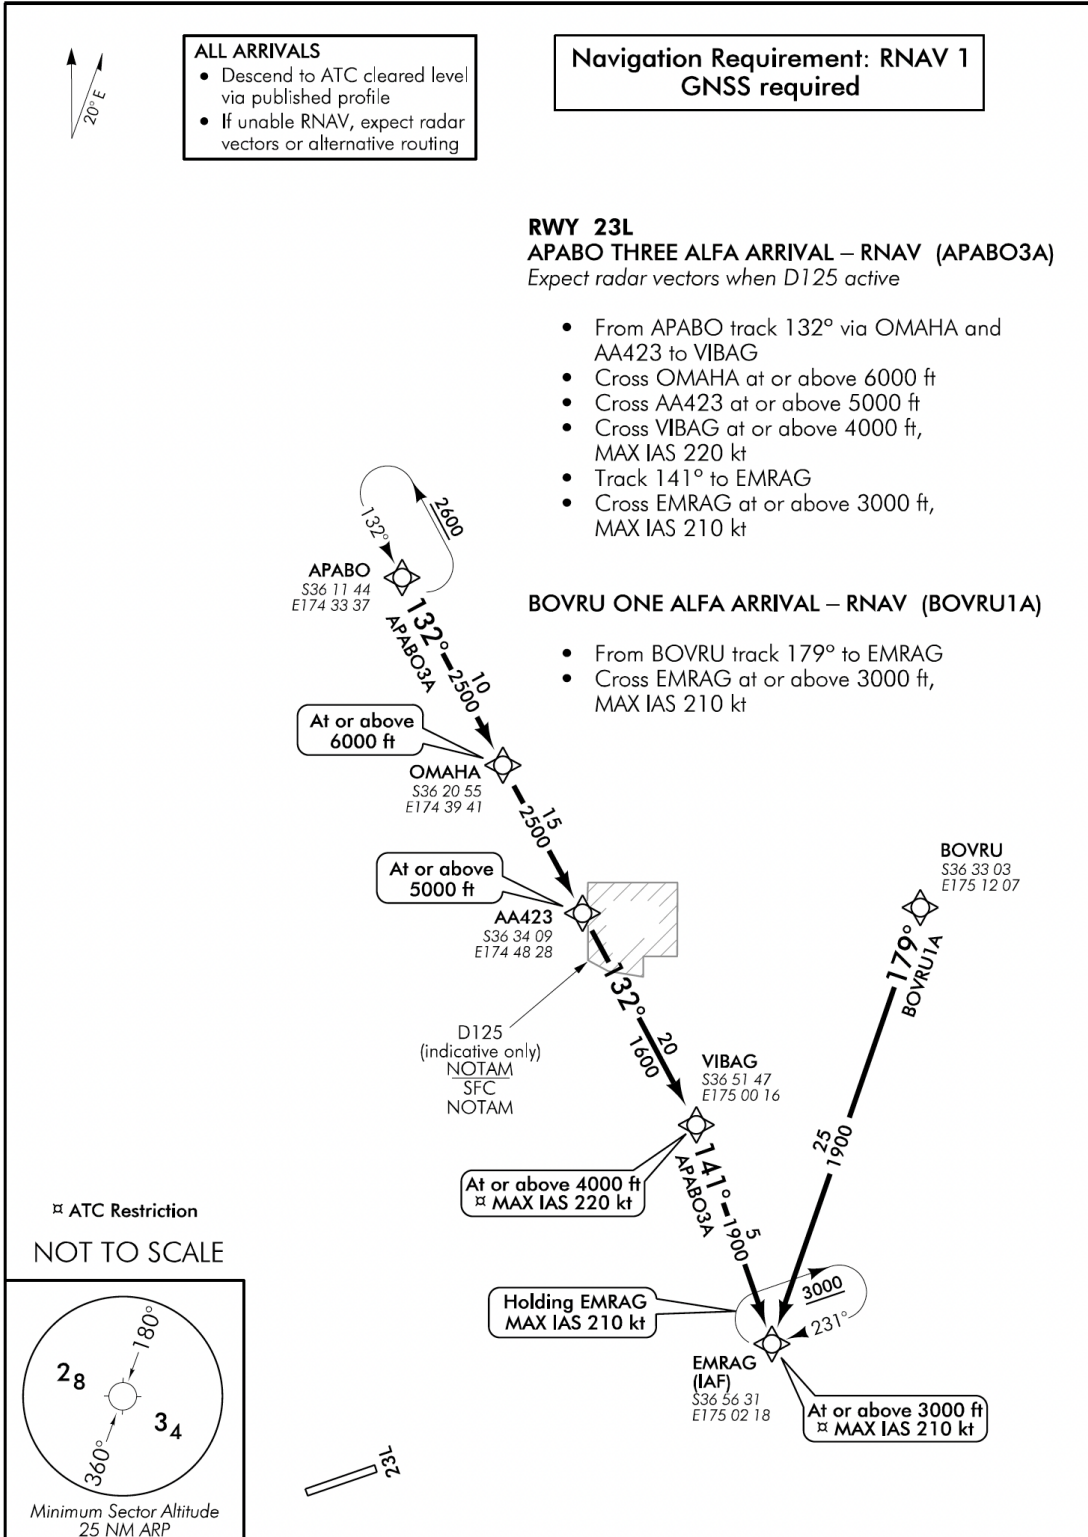 20° E
ALL ARRIVALS
• Descend to ATC cleared level
via published profile
• If unable RNAV, expect radar
vectors or alternative routing
Navigation Requirement: RNAV 1
GNSS required
RWY 23L
APABO THREE ALFA ARRIVAL – RNAV (APABO3A)
Expect radar vectors when D125 active
• From APABO track 132° via OMAHA and
AA423 to VIBAG
• Cross OMAHA at or above 6000 ft
• Cross AA423 at or above 5000 ft
• Cross VIBAG at or above 4000 ft,
MAX IAS 220 kt
• Track 141° to EMRAG
• Cross EMRAG at or above 3000 ft,
MAX IAS 210 kt
BOVRU ONE ALFA ARRIVAL – RNAV (BOVRU1A)
• From BOVRU track 179° to EMRAG
• Cross EMRAG at or above 3000 ft,
MAX IAS 210 kt
2600
132°
APABO
S36 11 44
E174 33 37
132°
APABO3A
10
2500
At or above
6000 ft
OMAHA
S36 20 55
E174 39 41
15
2500
At or above
5000 ft
AA423
S36 34 09
E174 48 28
BOVRU
S36 33 03
E175 12 07
179°
BOVRU1A
132°
D125
(indicative only)
NOTAM
SFC
NOTAM
20
1600
VIBAG
S36 51 47
E175 00 16
25
1900
At or above 4000 ft
¤ MAX IAS 220 kt
141°
APABO3A
5
1900
¤ ATC Restriction
NOT TO SCALE
Holding EMRAG
MAX IAS 210 kt
3000
231°
EMRAG
(IAF)
S36 56 31
E175 02 18
At or above 3000 ft
¤ MAX IAS 210 kt
180°
28
34
360°
Minimum Sector Altitude
25 NM ARP
23L